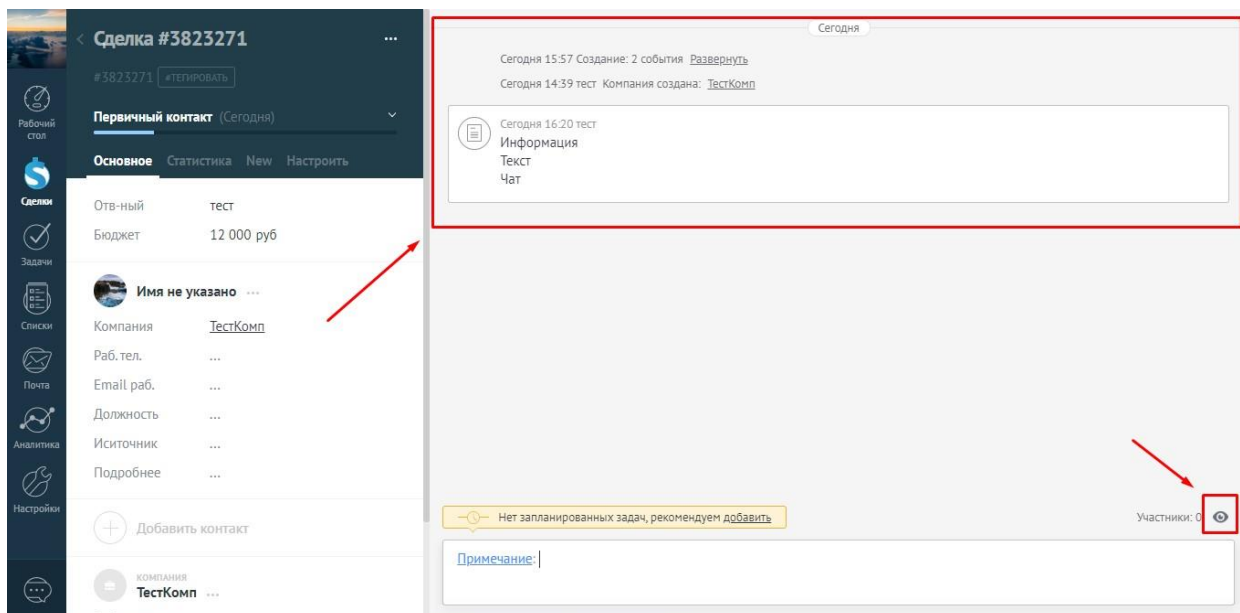 Рабочий
стол
Сделки
Задачи
Списки
Почта
Аналитика
Настройки
Сделка #3823271
...
#3823271 #ТЕГИРОВАТЬ
Первичный контакт (Сегодня)
Основное Статистика New Настроить
Отв-ный тест
Бюджет 12 000 руб
Имя не указано ...
Компания ТестКомп
Раб. тел. ...
Email раб. ...
Должность ...
Иситочник ...
Подробнее ...
Добавить контакт
КОМПАНИЯ
ТестКомп ...
Сегодня
Сегодня 15:57 Создание: 2 события Развернуть
Сегодня 14:39 тест Компания создана: ТестКомп
Сегодня 16:20 тест
Информация
Текст
Чат
Нет запланированных задач, рекомендуем добавить
Участники: 0
Примечание: